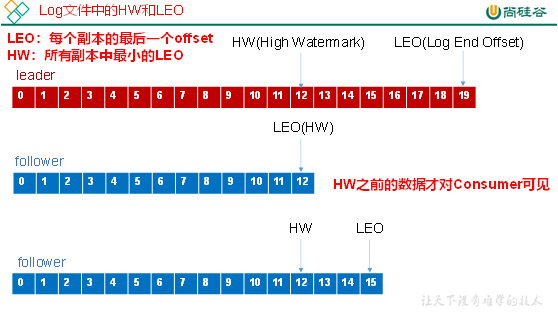 Log文件中的HW和LEO
尚硅谷
LEO：每个副本的最后一个offset
HW：所有副本中最小的LEO
HW(High Watermark)
LEO(Log End Offset)
leader
0 1 2 3 4 5 6 7 8 9 10 11 12 13 14 15 16 17 18 19
LEO(HW)
follower
0 1 2 3 4 5 6 7 8 9 10 11 12
HW之前的数据才对Consumer可见
HW
LEO
follower
0 1 2 3 4 5 6 7 8 9 10 11 12 13 14 15
让天下没有难学的技术